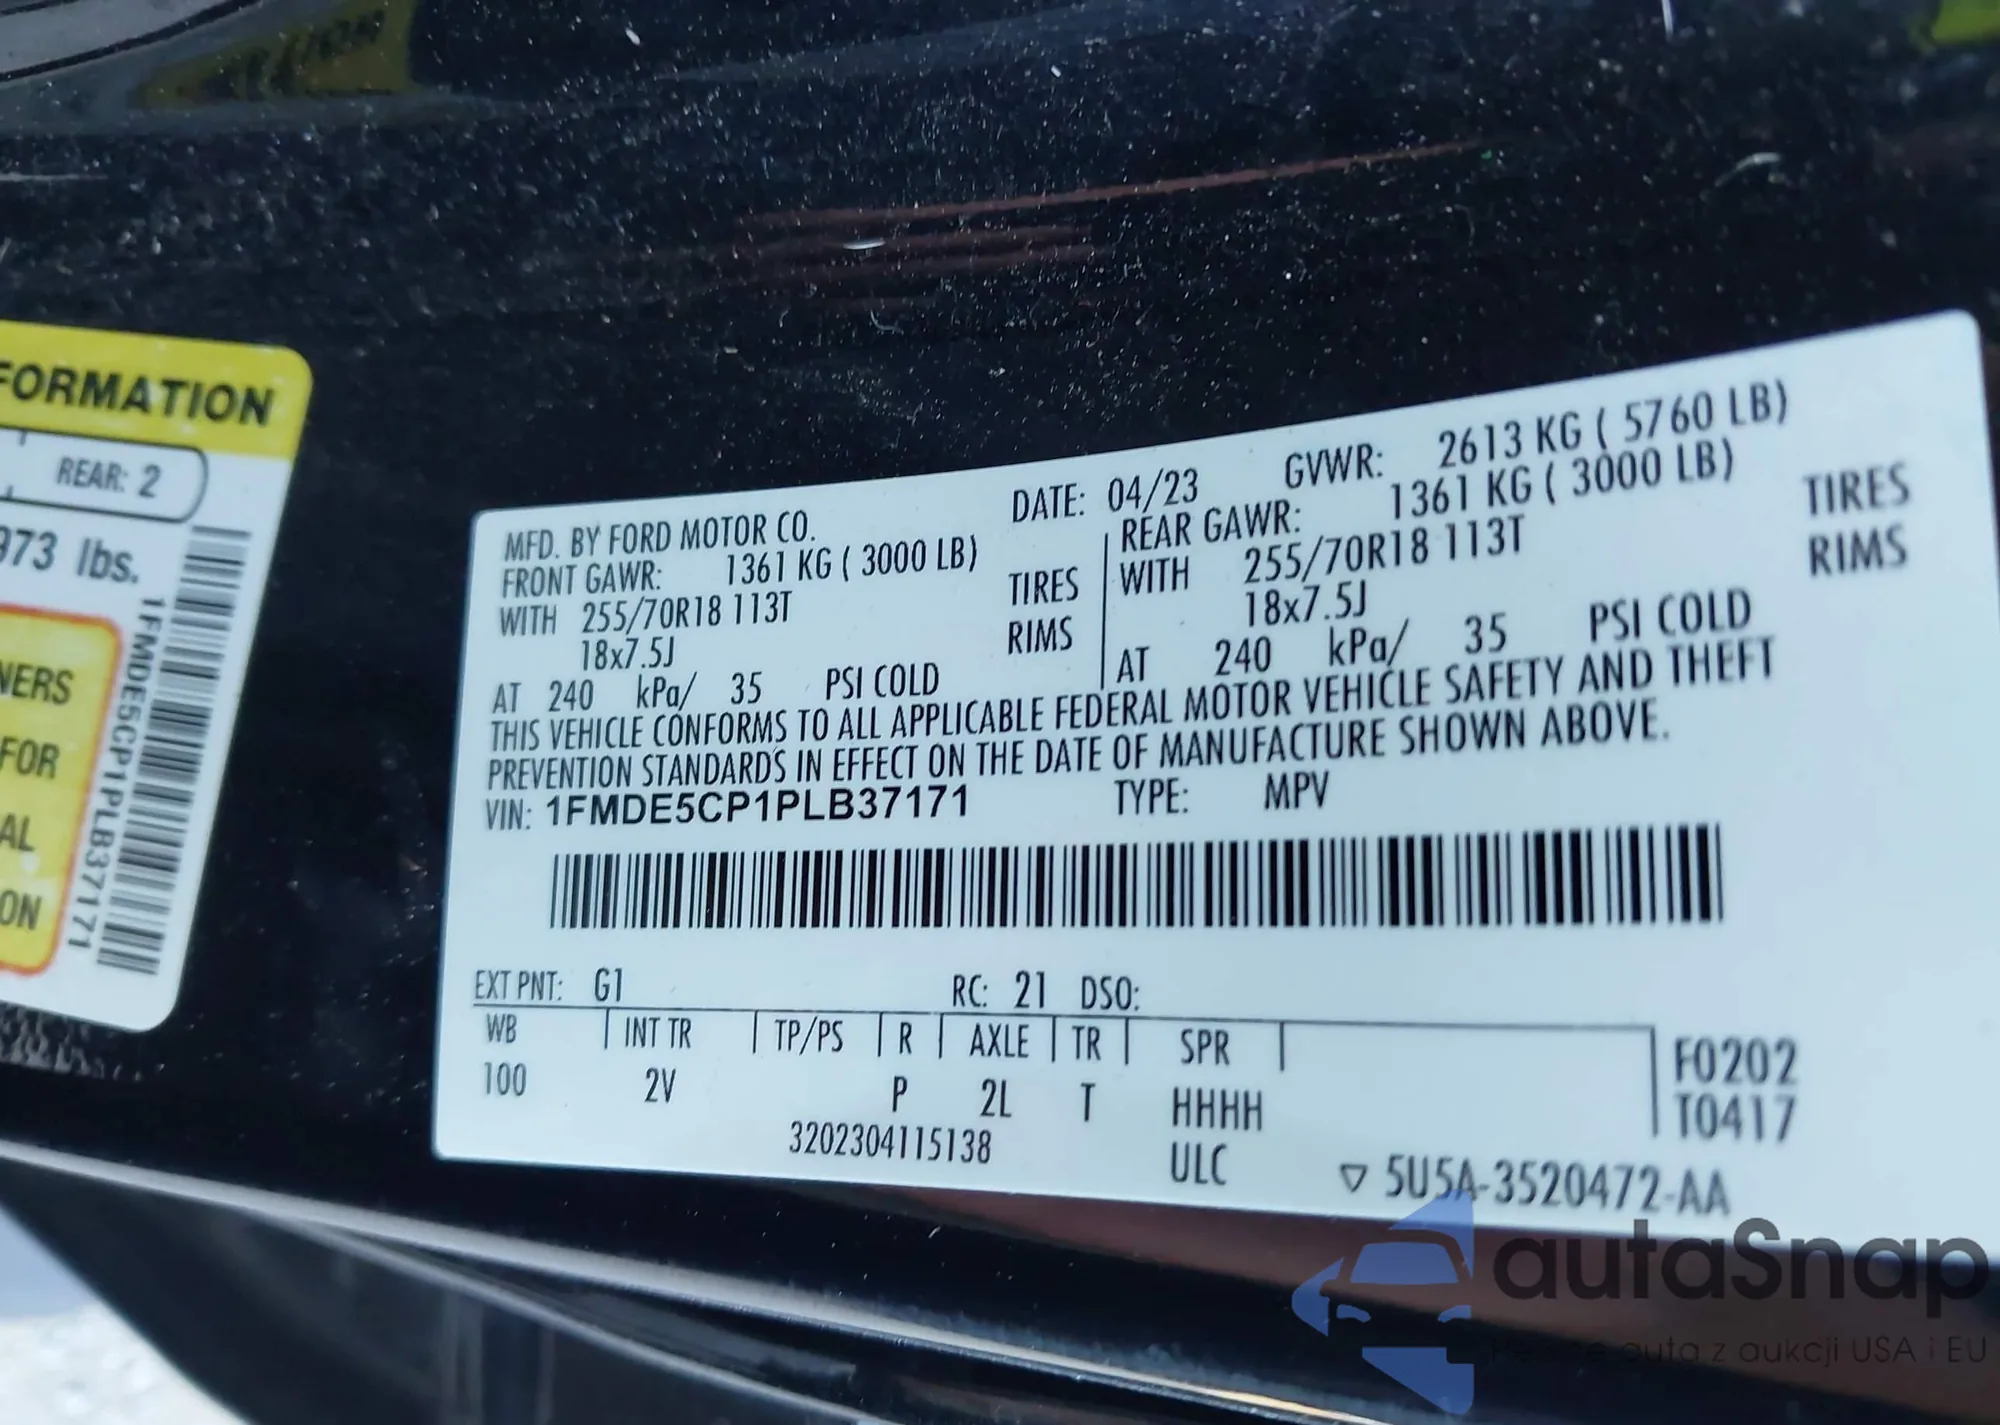 FORMATION
REAR: 2
973 lbs.
NERS
FOR
AL
ON
1FMDE5CP1PLB37171
MFD. BY FORD MOTOR CO.
DATE: 04/23
GVWR: 2613 KG ( 5760 LB)
FRONT GAWR: 1361 KG ( 3000 LB)
REAR GAWR: 1361 KG ( 3000 LB)
WITH 255/70R18 113T TIRES
WITH 255/70R18 113T TIRES
18x7.5J RIMS
18x7.5J RIMS
AT 240 kPa/ 35 PSI COLD
AT 240 kPa/ 35 PSI COLD
THIS VEHICLE CONFORMS TO ALL APPLICABLE FEDERAL MOTOR VEHICLE SAFETY AND THEFT
PREVENTION STANDARDS IN EFFECT ON THE DATE OF MANUFACTURE SHOWN ABOVE.
VIN: 1FMDE5CP1PLB37171 TYPE: MPV
EXT PNT: G1 RC: 21 DSO:
WB INT TR TP/PS R AXLE TR SPR
100 2V P 2L T HHHH
F0202
T0417
3202304115138 ULC
▽ 5U5A-3520472-AA
autaSnap
auta z aukcji USA i EU